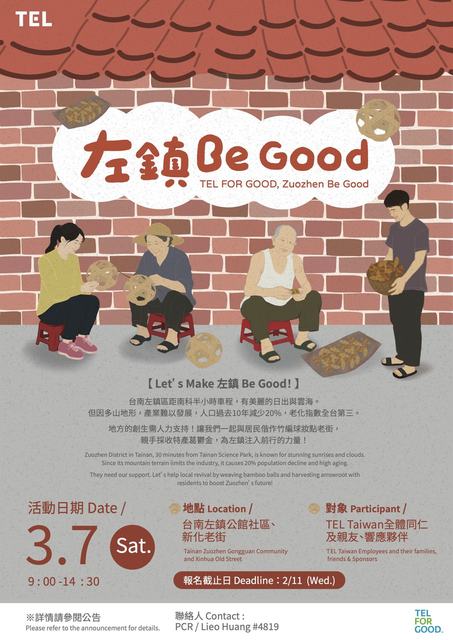 TEL
左鎮 Be Good
TEL FOR GOOD, Zuozhen Be Good
【 Let's Make 左鎮 Be Good! 】
台南左鎮區距南科半小時車程，有美麗的日出與雲海。
但因多山地形，產業難以發展，人口過去10年減少20%，老化指數全台第三。
地方的創生需人力支持！讓我們一起與居民偕作竹編球妝點老街，
親手採收特產葛鬱金，為左鎮注入前行的力量！
Zuozhen District in Tainan, 30 minutes from Tainan Science Park, is known for stunning sunrises and clouds.
Since its mountain terrain limits the industry, it causes 20% population decline and high aging.
They need our support. Let's help local revival by weaving bamboo balls and harvesting arrowroot with
residents to boost Zuozhen's future!
活動日期 Date /
3.7 Sat.
9 : 00 -14 : 30
地點 Location /
台南左鎮公館社區、
新化老街
Tainan Zuozhen Gongguan Community
and Xinhua Old Street
對象 Participant /
TEL Taiwan全體同仁
及親友、響應夥伴
TEL Taiwan Employees and their families,
friends & Sponsors
報名截止日 Deadline：2/11 (Wed.)
※詳情請參閱公告
Please refer to the announcement for details.
聯絡人 Contact :
PCR / Lieo Huang #4819
TEL
FOR
GOOD.